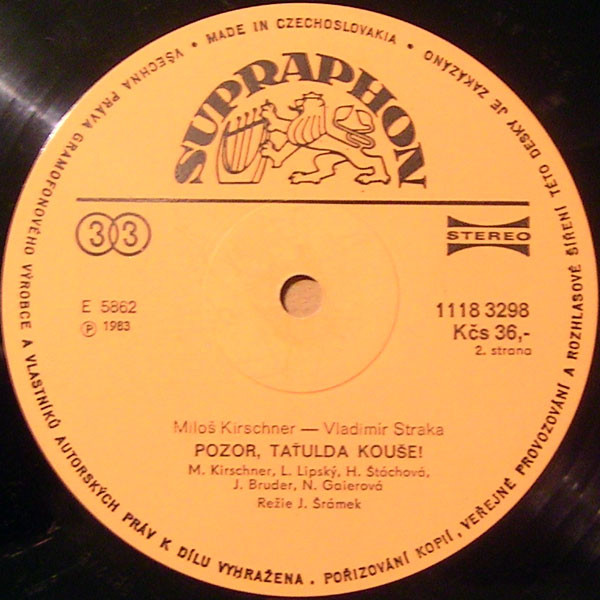 VŠECHNA PRÁVA GRAMOFONOVÉHO VÝROBCE A VLASTNÍKŮ AUTORSKÝCH PRÁV K DÍLU VYHRAŽENA. POŘIZOVÁNÍ KOPIÍ, VEŘEJNÉ PROVOZOVÁNÍ A ROZHLASOVÉ ŠÍŘENÍ TÉTO DESKY JE ZAKÁZÁNO • MADE IN CZECHOSLOVAKIA •
SUPRAPHON
33
STEREO
E 5862
℗ 1983
1118 3298
Kčs 36,-
2. strana
Miloš Kirschner — Vladimír Straka
POZOR, TAŤULDA KOUŠE!
M. Kirschner, L. Lipský, H. Štáchová,
J. Bruder, N. Gaierová
Režie J. Šrámek